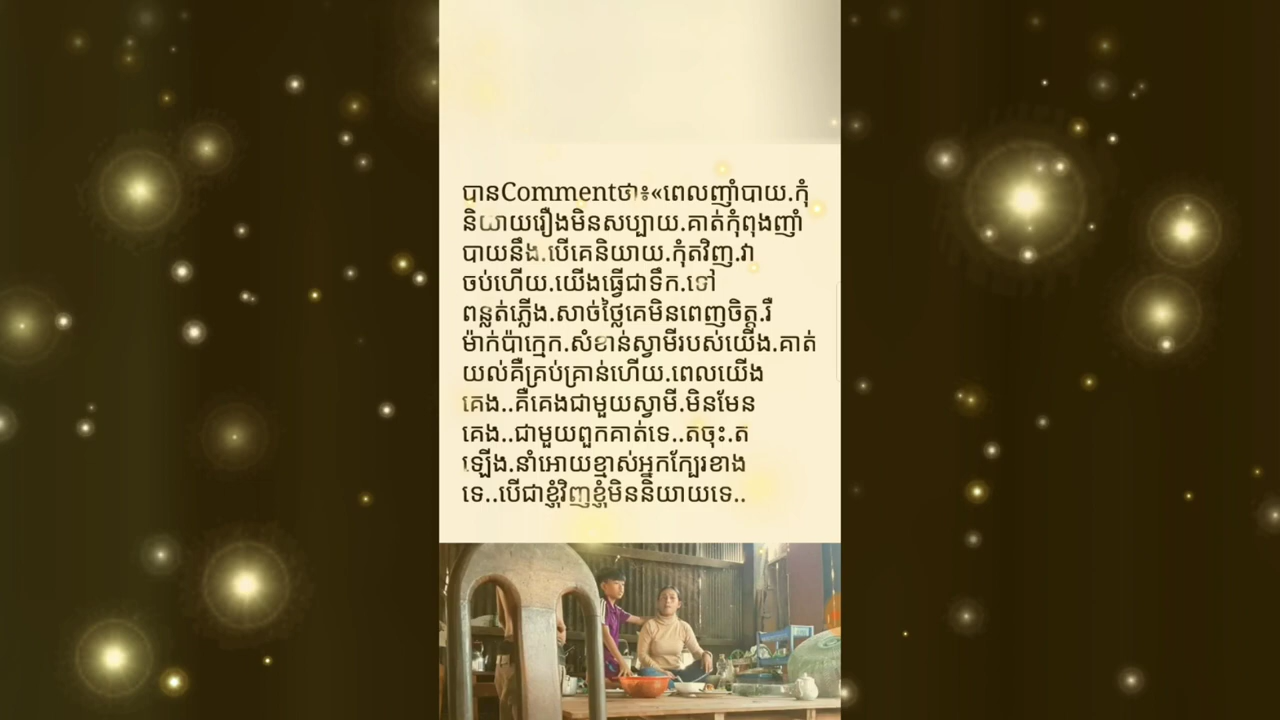 បានCommentថា៖«ពេលញាំបាយ.កុំ
និយាយរឿងមិនសប្បាយ.គាត់កុំពុងញាំ
បាយនឹង.បើគេនិយាយ.កុំតវិញ.វា
ចប់ហើយ.យើងធ្វើជាទឹក.ទៅ
ពន្លត់ភ្លើង.សាច់ថ្លៃគេមិនពេញចិត្ត.រឺ
ម៉ាក់ប៉ាក្មេក.សំខាន់ស្វាមីរបស់យើង.គាត់
យល់គឺគ្រប់គ្រាន់ហើយ.ពេលយើង
គេង..គឺគេងជាមួយស្វាមី.មិនមែន
គេង..ជាមួយពួកគាត់ទេ..តចុះ.ត
ឡើង.នាំអោយខ្មាស់អ្នកក្បែរខាង
ទេ..បើជាខ្ញុំវិញខ្ញុំមិននិយាយទេ..